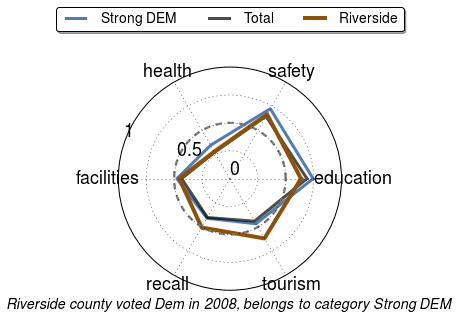 Strong DEM Total Riverside
health safety
1
0.5
0
facilities education
recall tourism
Riverside county voted Dem in 2008, belongs to category Strong DEM